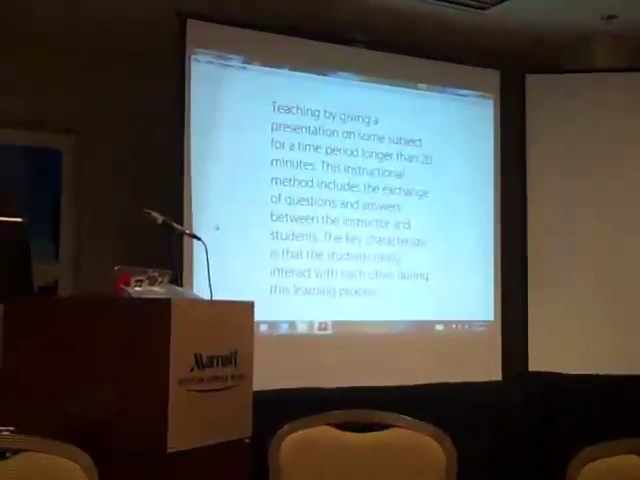 Teaching by giving a
presentation on some subject
for a time period longer than 20
minutes. This instructional
method includes the exchange
of questions and answers
between the instructor and
students. The key characteristic
is that the students
interact with each other during
this learning process.
Marriott